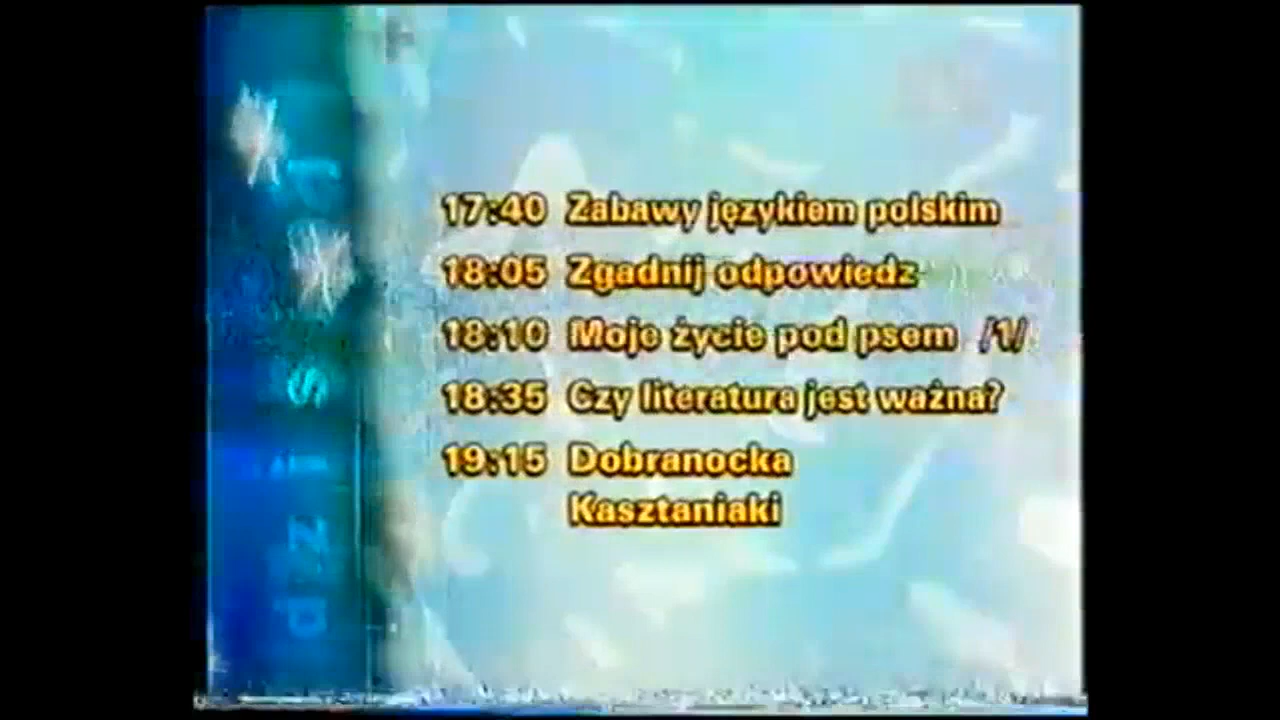 17:40 Zabawy językiem polskim
18:05 Zgadnij odpowiedz
18:10 Moje życie pod psem /1/
18:35 Czy literatura jest ważna?
19:15 Dobranocka
Kasztaniaki
dzisiaj